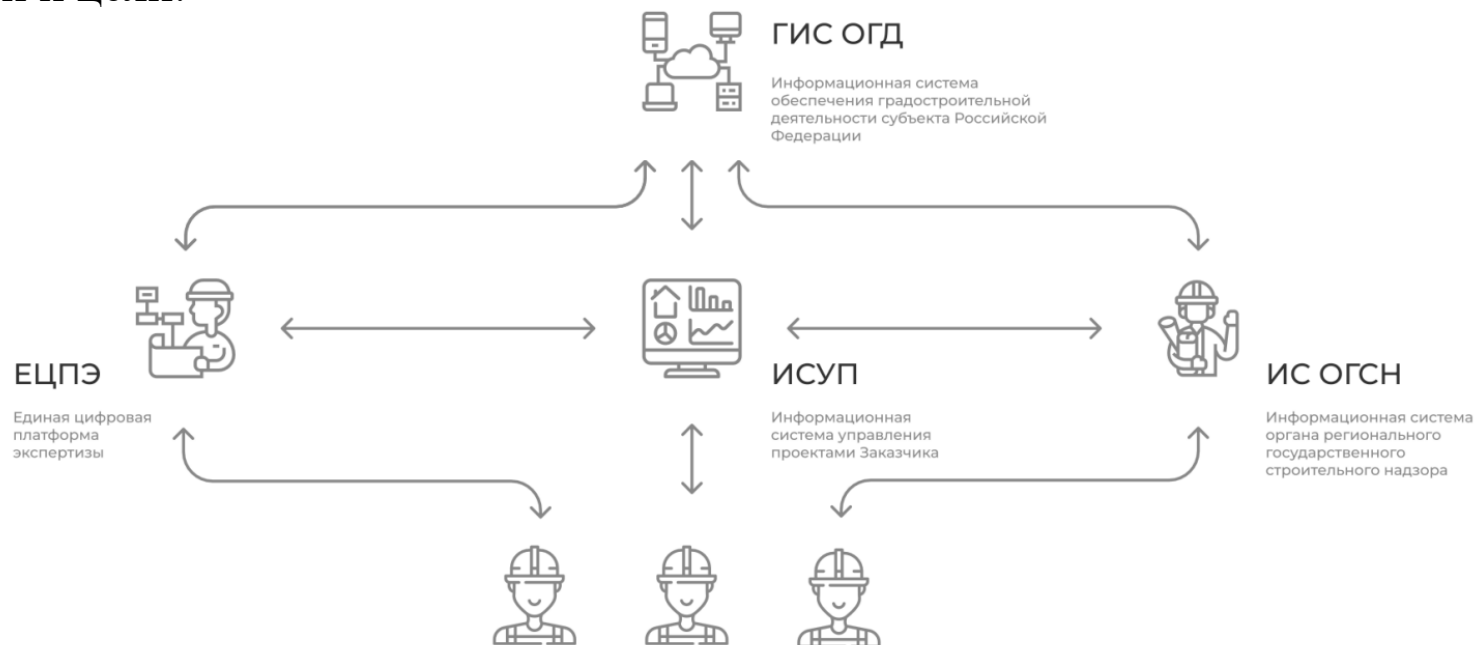 ГИС ОГД
Информационная система
обеспечения градостроительной
деятельности субъекта Российской
Федерации
ЕЦПЭ
Единая цифровая
платформа
экспертизы
ИСУП
Информационная
система управления
проектами Заказчика
ИС ОГСН
Информационная система
органа регионального
государственного
строительного надзора